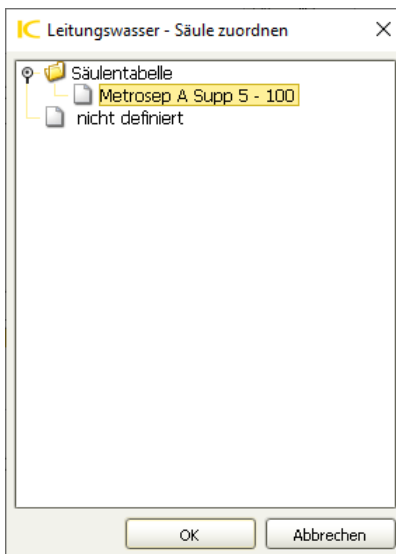 IC Leitungswasser - Säule zuordnen
Säulentabelle
Metrosep A Supp 5 - 100
nicht definiert
OK Abbrechen